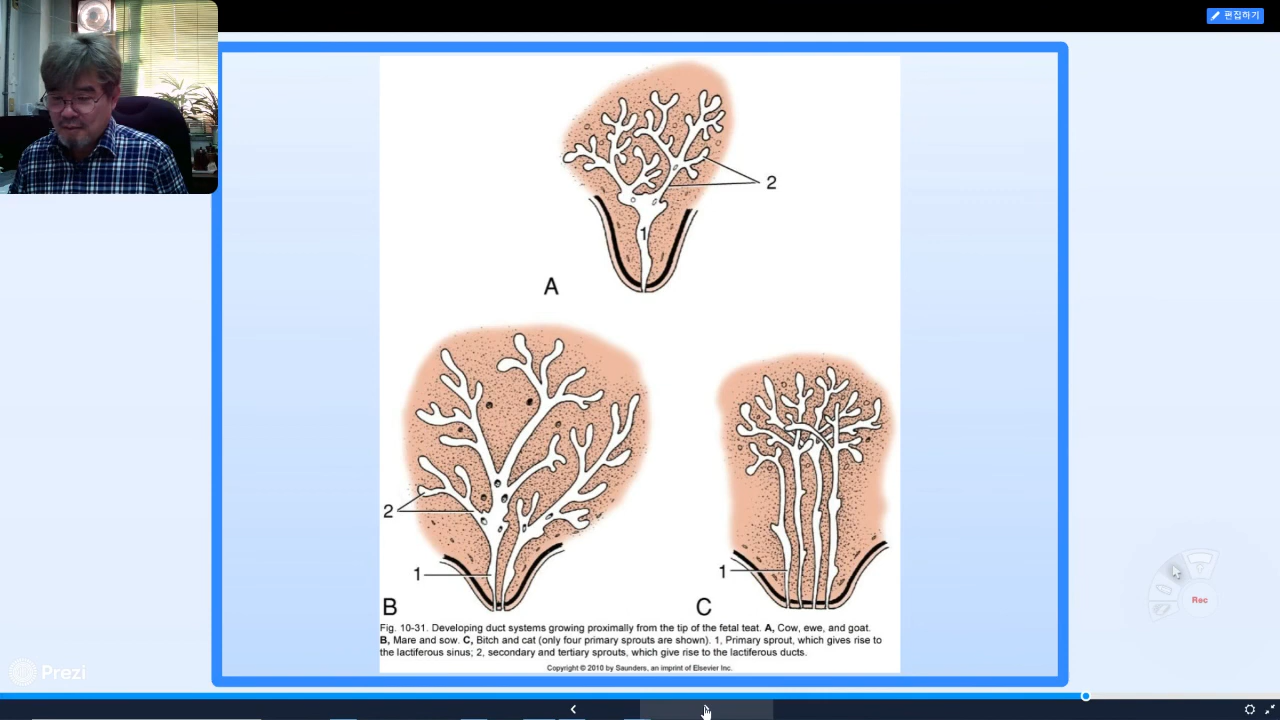 편집하기
2
1
A
2
1
B
1
C
Fig. 10-31. Developing duct systems growing proximally from the tip of the fetal teat. A, Cow, ewe, and goat.
B, Mare and sow. C, Bitch and cat (only four primary sprouts are shown). 1, Primary sprout, which gives rise to
the lactiferous sinus; 2, secondary and tertiary sprouts, which give rise to the lactiferous ducts.
Copyright © 2010 by Saunders, an imprint of Elsevier Inc.
Rec
Prezi